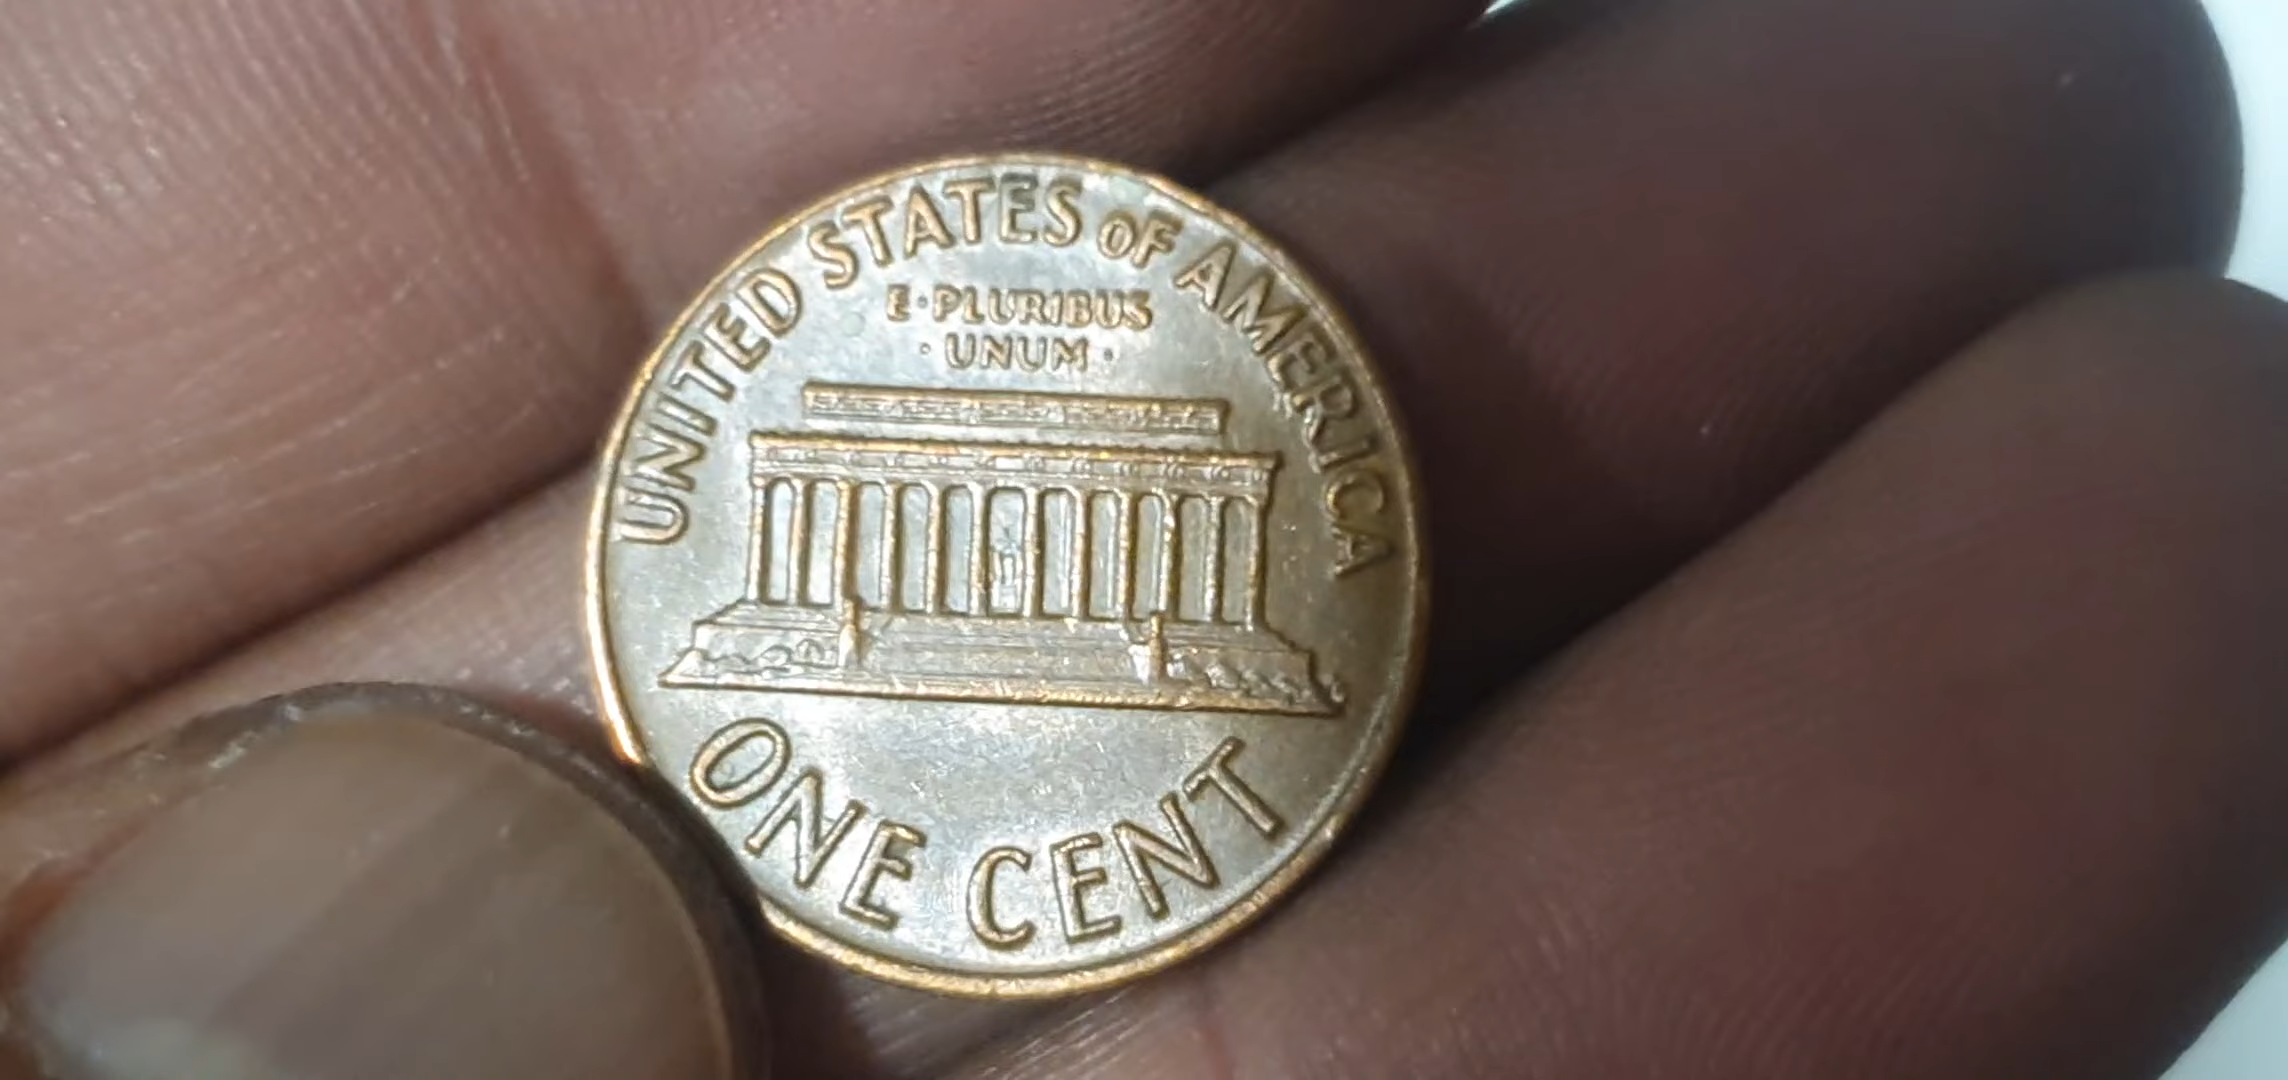 UNITED STATES OF AMERICA
E·PLURIBUS
·UNUM·
ONE CENT